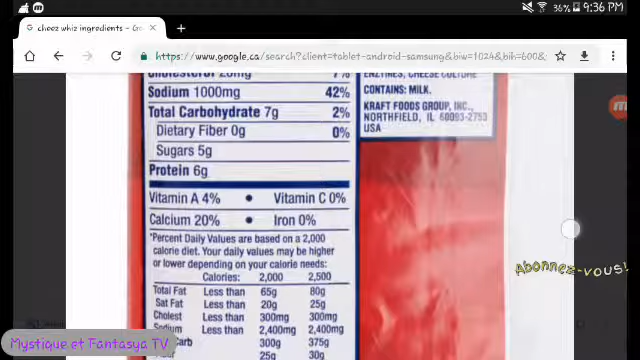 9:36 PM
36%
cheez whiz ingredients - Go
https://www.google.ca/search?client=tablet-android-samsung&biw=1024&bih=600&
Cholesterol 20mg 7%
ENZYMES, CHEESE CULTURE
Sodium 1000mg 42%
CONTAINS: MILK.
Total Carbohydrate 7g 2%
KRAFT FOODS GROUP, INC.,
NORTHFIELD, IL 60093-2753
USA
Dietary Fiber 0g 0%
Sugars 5g
Protein 6g
Vitamin A 4% • Vitamin C 0%
Calcium 20% • Iron 0%
*Percent Daily Values are based on a 2,000
calorie diet. Your daily values may be higher
or lower depending on your calorie needs:
Calories: 2,000 2,500
Total Fat Less than 65g 80g
Sat Fat Less than 20g 25g
Cholest Less than 300mg 300mg
Sodium Less than 2,400mg 2,400mg
Carb 300g 375g
25g 30g
Abonnez-vous!
Mystique et Fantasya TV